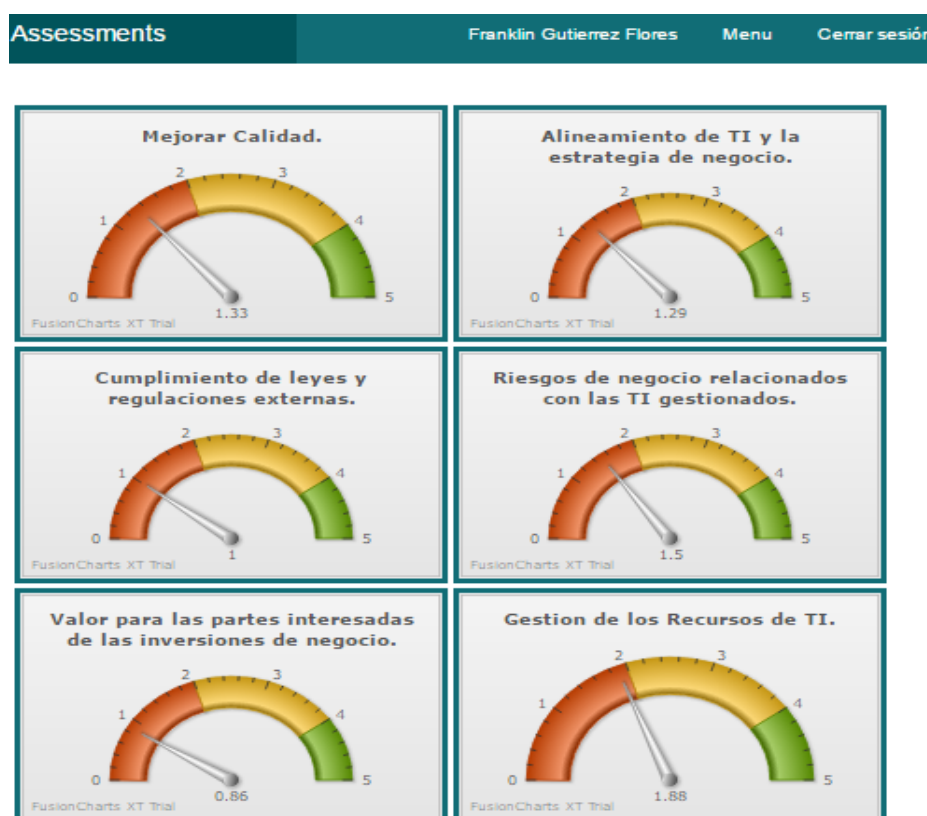 Assessments Franklin Gutierrez Flores Menu Cerrar sesión
Mejorar Calidad.
0 1 2 3 4 5
1.33
FusionCharts XT Trial
Alineamiento de TI y la
estrategia de negocio.
0 1 2 3 4 5
1.29
FusionCharts XT Trial
Cumplimiento de leyes y
regulaciones externas.
0 1 2 3 4 5
1
FusionCharts XT Trial
Riesgos de negocio relacionados
con las TI gestionados.
0 1 2 3 4 5
1.5
FusionCharts XT Trial
Valor para las partes interesadas
de las inversiones de negocio.
0 1 2 3 4 5
0.86
FusionCharts XT Trial
Gestion de los Recursos de TI.
0 1 2 3 4 5
1.88
FusionCharts XT Trial